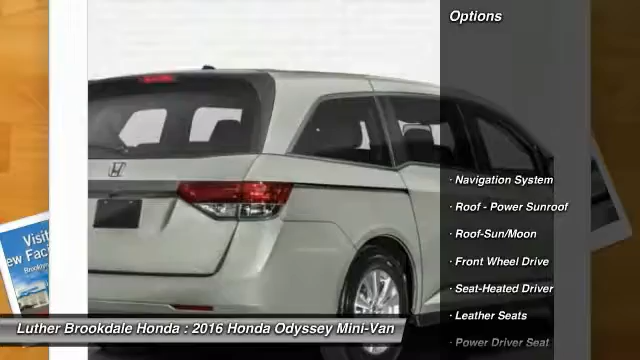 Options
· Navigation System
· Roof - Power Sunroof
· Roof-Sun/Moon
· Front Wheel Drive
· Seat-Heated Driver
· Leather Seats
· Power Driver Seat
Visit
ew Faci
Brookly
Luther Brookdale Honda : 2016 Honda Odyssey Mini-Van